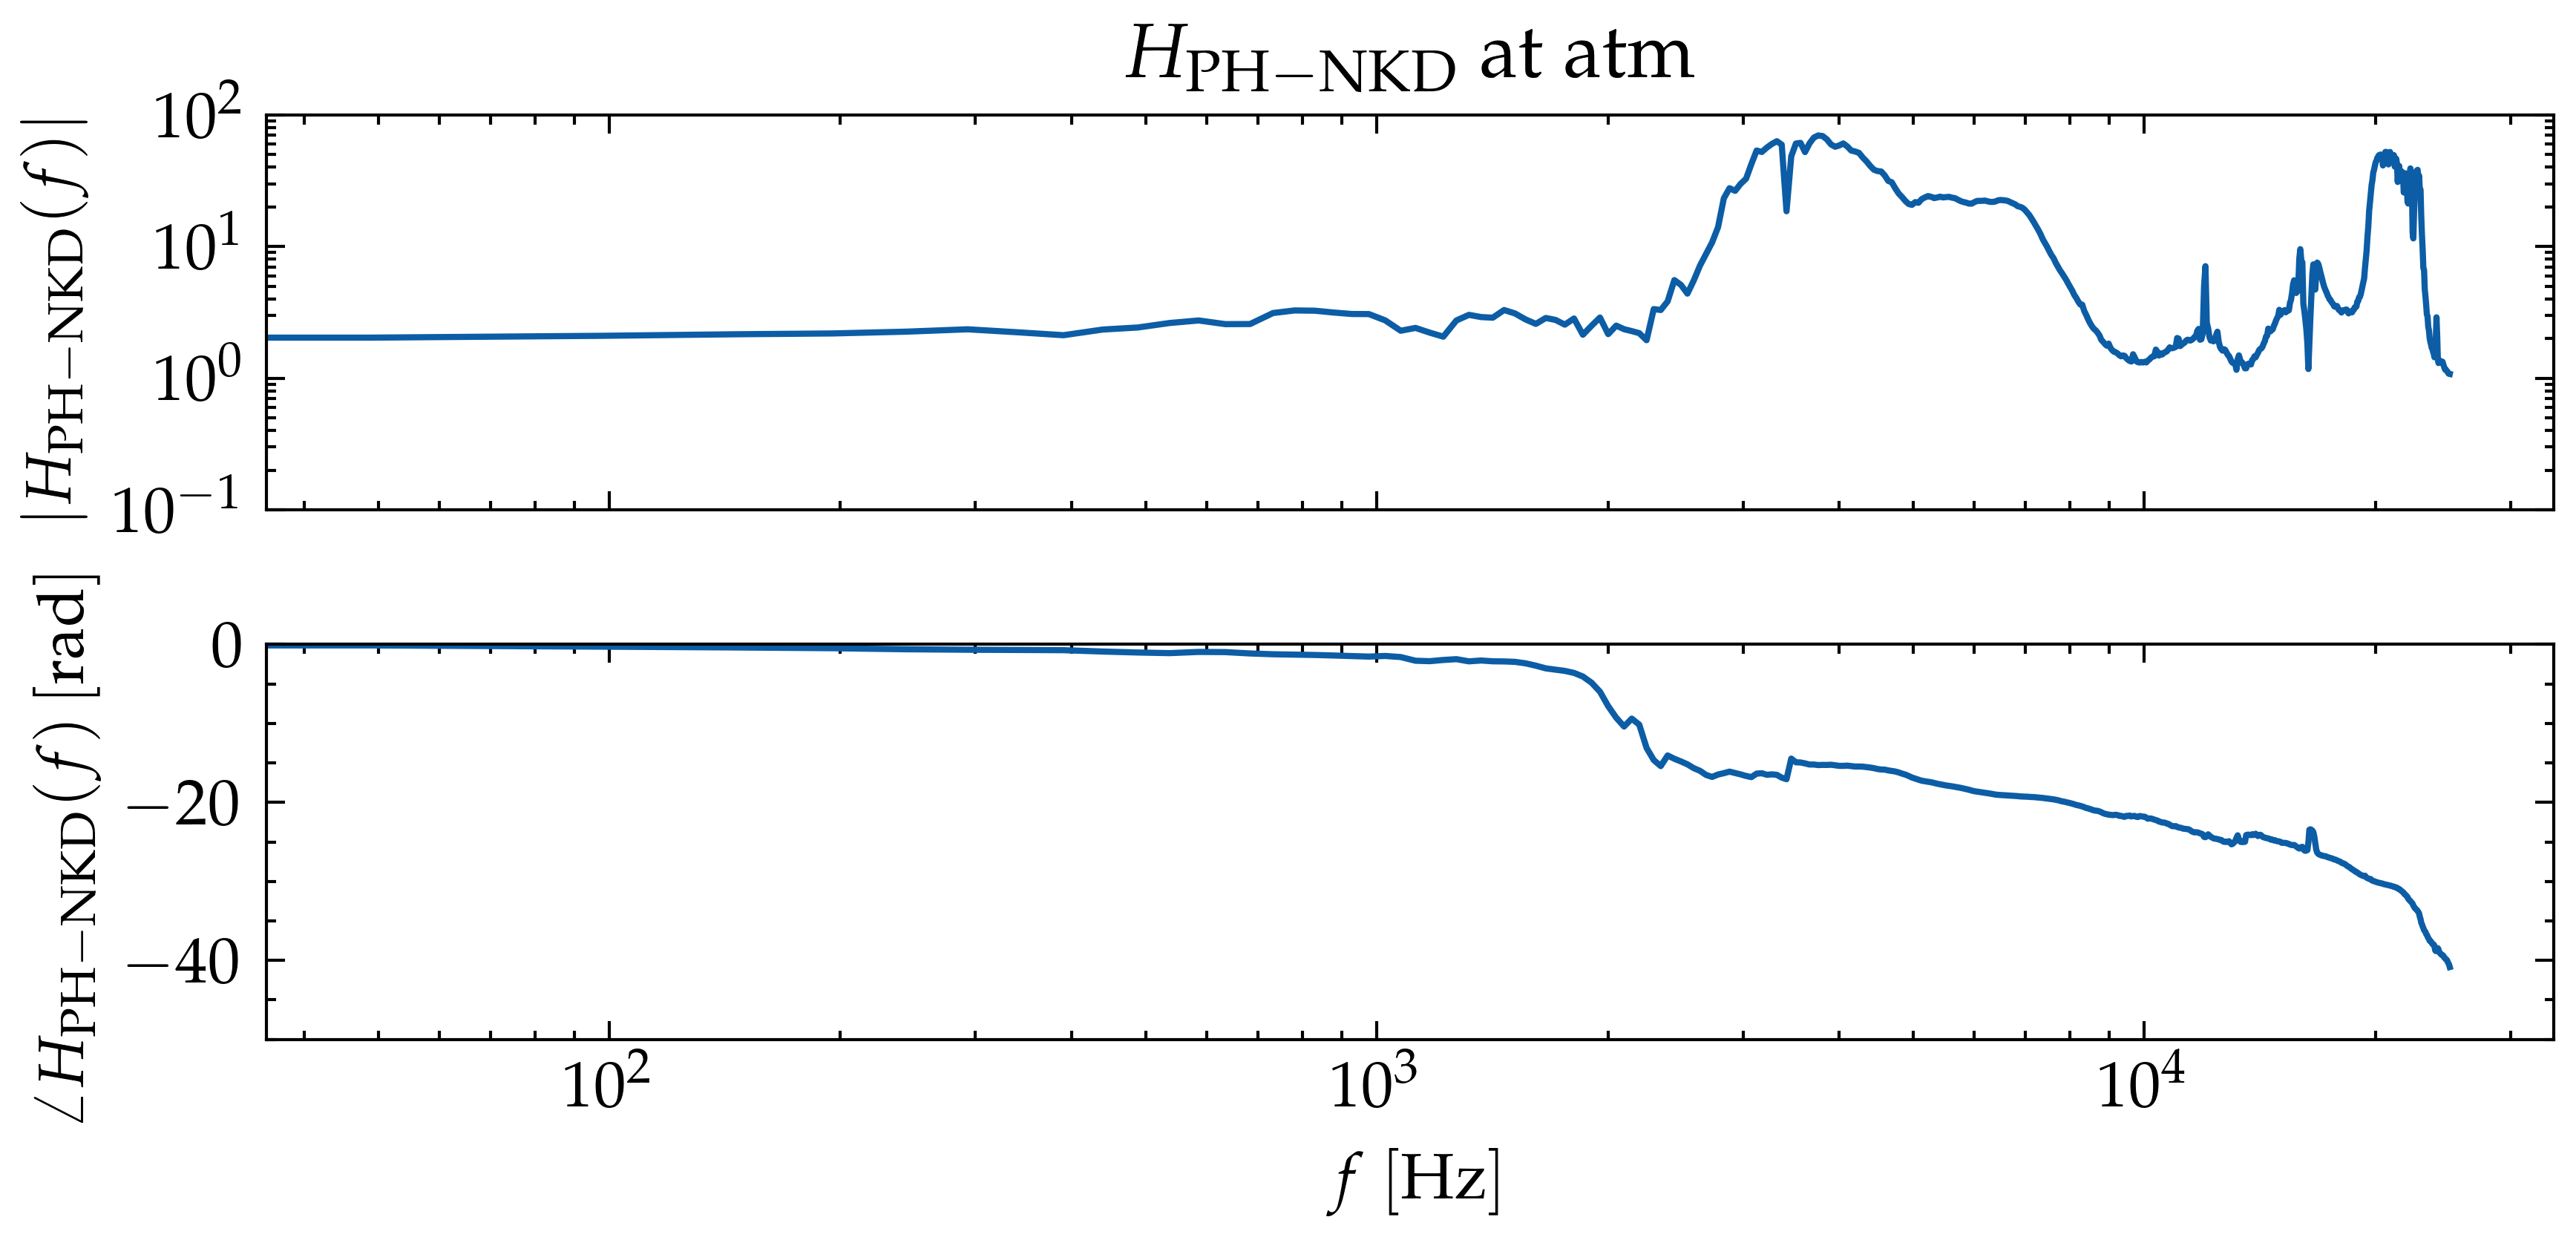 H_PH−NKD at atm
|H_PH−NKD(f)|
10^2
10^1
10^0
10^−1
∠H_PH−NKD(f) [rad]
0
−20
−40
10^2 10^3 10^4
f [Hz]